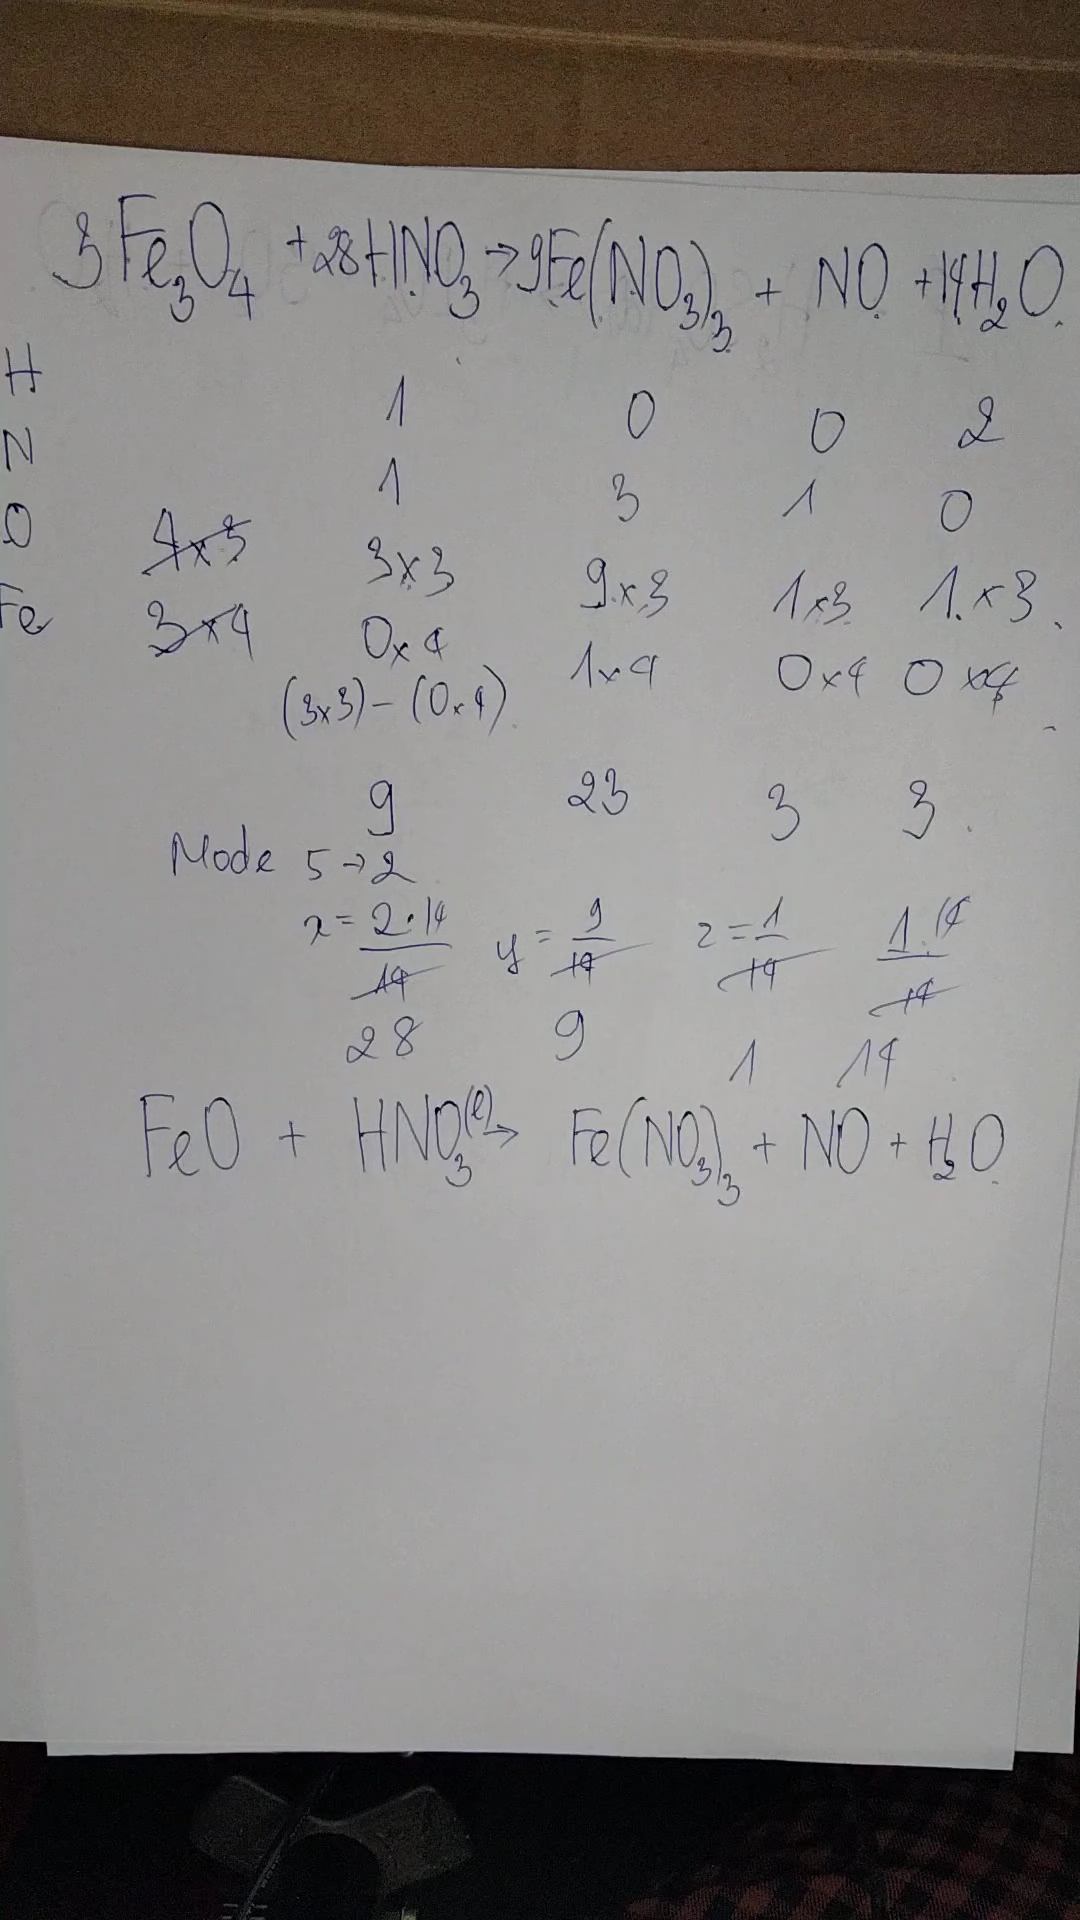 3Fe₃O₄ + 28HNO₃ → 9Fe(NO₃)₃ + NO + 14H₂O
H 1 0 0 2
N 1 3 1 0
O 4x3 3x3 9x3 1x3 1x3
Fe 3x4 0x4 1x4 0x4 0x4
(3x3)-(0x4)
9 23 3 3
Mode 5→2
x = 2·14/14 y = 9/14 z = 1/14 1.14/14
28 9 1 14
FeO + HNO₃(l) → Fe(NO₃)₃ + NO + H₂O